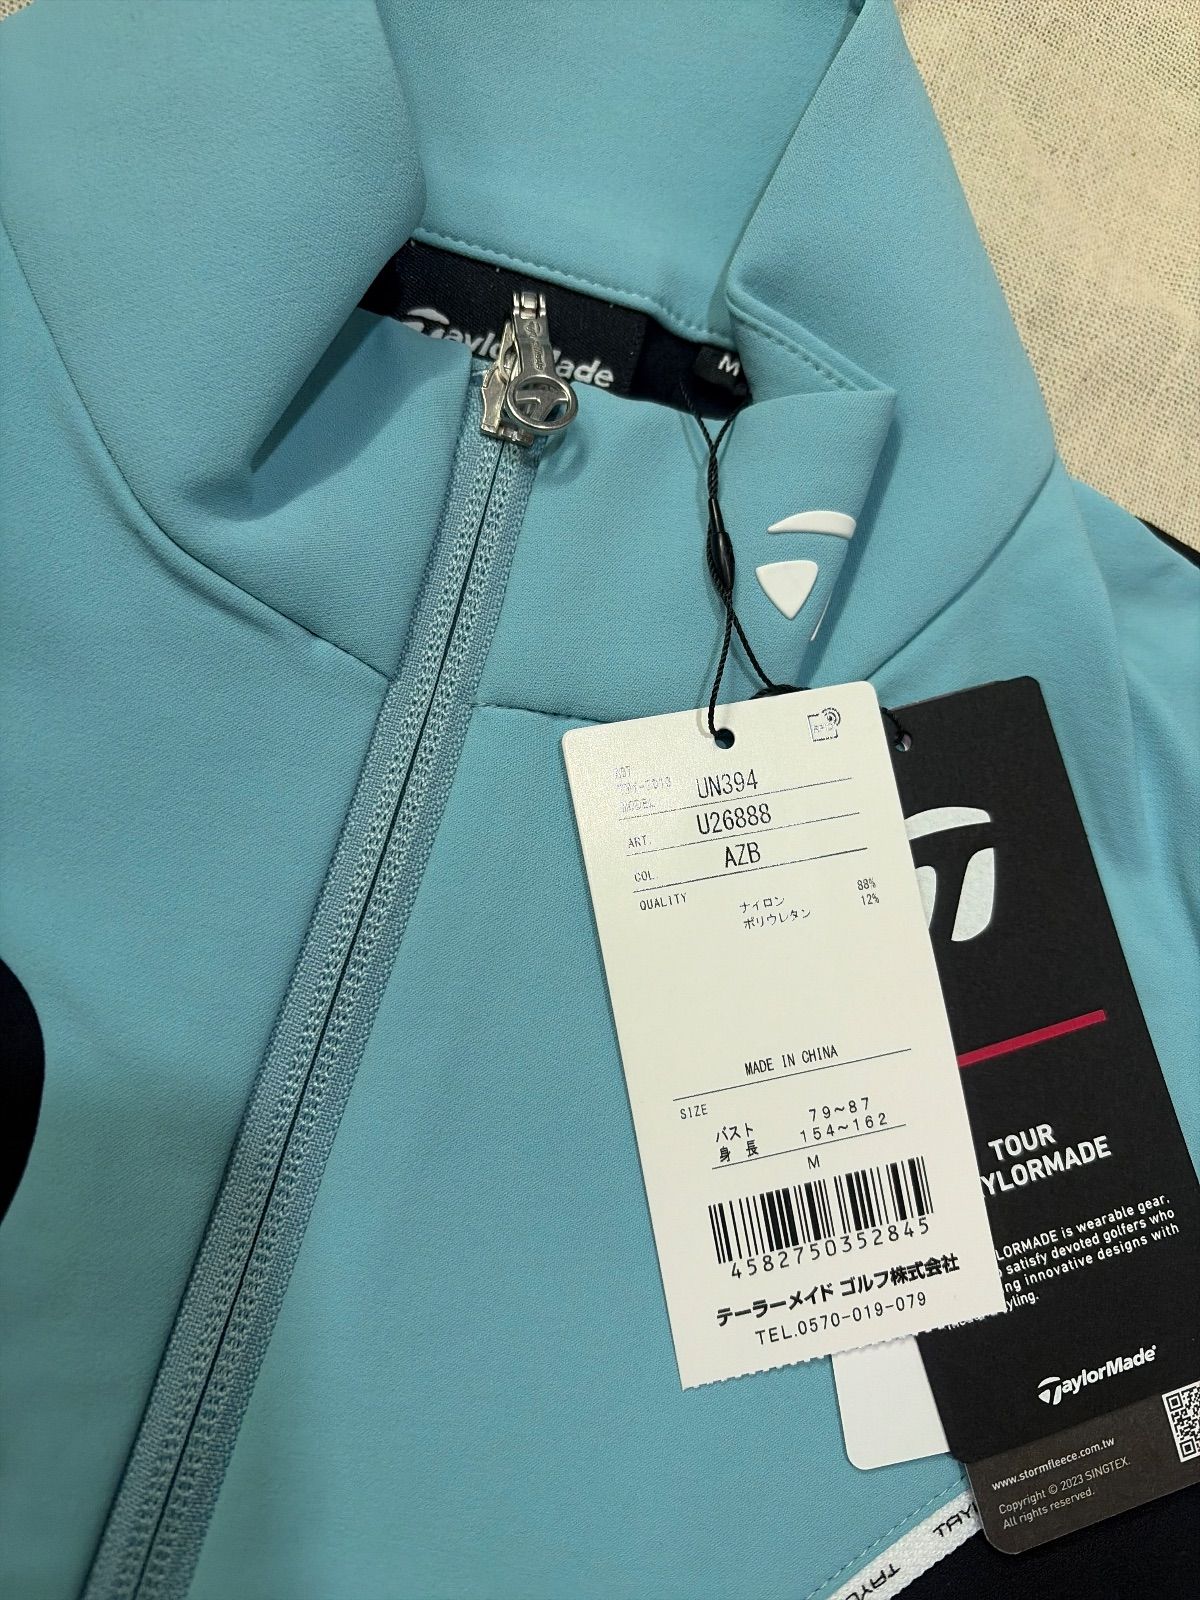 TaylorMade
M
UN394
MODEL
U26888
ART.
AZB
COL.
QUALITY
ナイロン 88%
ポリウレタン 12%
MADE IN CHINA
SIZE
バスト 79~87
身長 154~162
M
4582750352845
テーラーメイド ゴルフ株式会社
TEL.0570-019-079
TOUR
YLORMADE
LORMADE is wearable gear,
satisfy devoted golfers who
ng innovative designs with
yling.
TaylorMade
www.stormfleece.com.tw
Copyright © 2023 SINGTEX.
All rights reserved.
TAY
TAYL